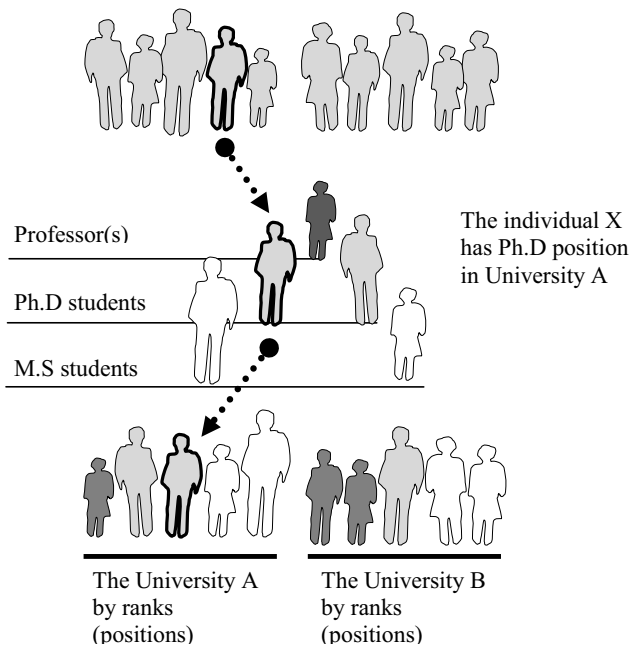 Professor(s)
The individual X
has Ph.D position
in University A
Ph.D students
M.S students
The University A
by ranks
(positions)
The University B
by ranks
(positions)